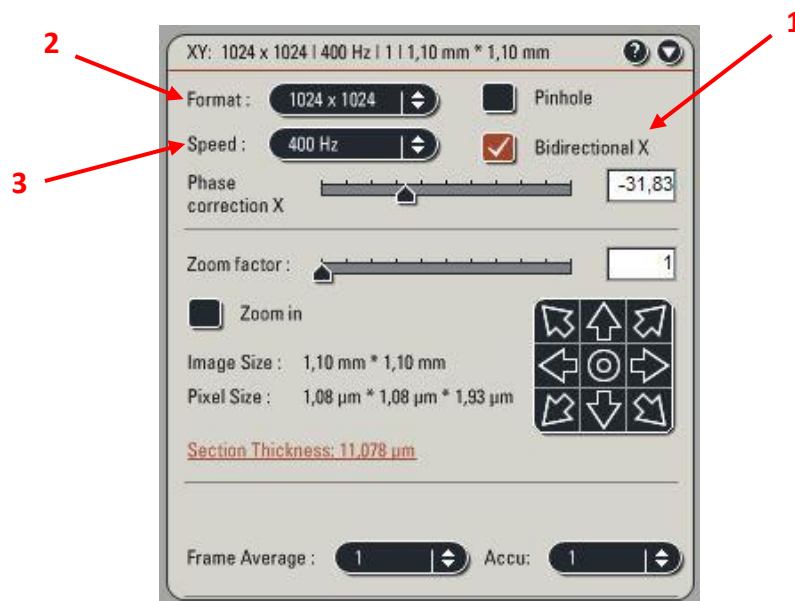 1
2
XY: 1024 x 1024 | 400 Hz | 1 | 1,10 mm * 1,10 mm ?
Format : 1024 x 1024 Pinhole
Speed : 400 Hz Bidirectional X
3
Phase
correction X -31,83
Zoom factor : 1
Zoom in
Image Size : 1,10 mm * 1,10 mm
Pixel Size : 1,08 µm * 1,08 µm * 1,93 µm
Section Thickness: 11,078 µm
Frame Average : 1 Accu: 1